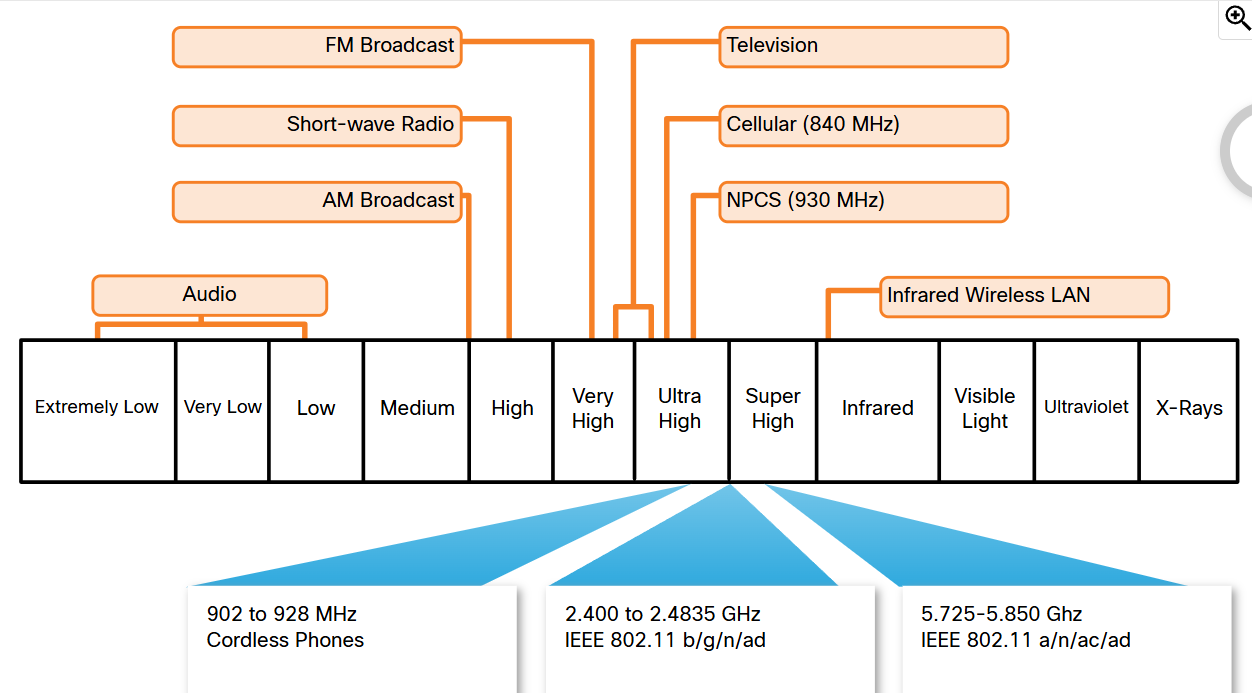 FM Broadcast
Television
Short-wave Radio
Cellular (840 MHz)
AM Broadcast
NPCS (930 MHz)
Audio
Infrared Wireless LAN
Extremely Low
Very Low
Low
Medium
High
Very
High
Ultra
High
Super
High
Infrared
Visible
Light
Ultraviolet
X-Rays
902 to 928 MHz
Cordless Phones
2.400 to 2.4835 GHz
IEEE 802.11 b/g/n/ad
5.725-5.850 Ghz
IEEE 802.11 a/n/ac/ad